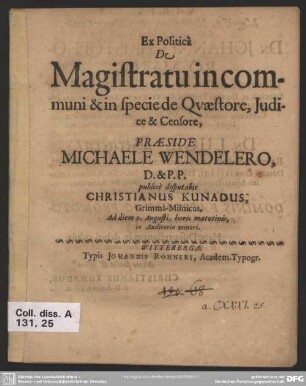 Ex Politicâ
De
Magistratu in com-
muni & in specie de Qvæstore, Judi-
ce & Censore,
PRÆSIDE
MICHAELE WENDELERO,
D. & P. P.
publicè disputabit
CHRISTIANUS KUNADUS,
Grimmâ-Misnicus,
Ad diem Augusti, horis matutinis,
in Auditorio minori.
WITTEBERGÆ
Typis JOHANNIS RÖHNERI, Academ. Typogr.
Coll. diss. A
131, 25